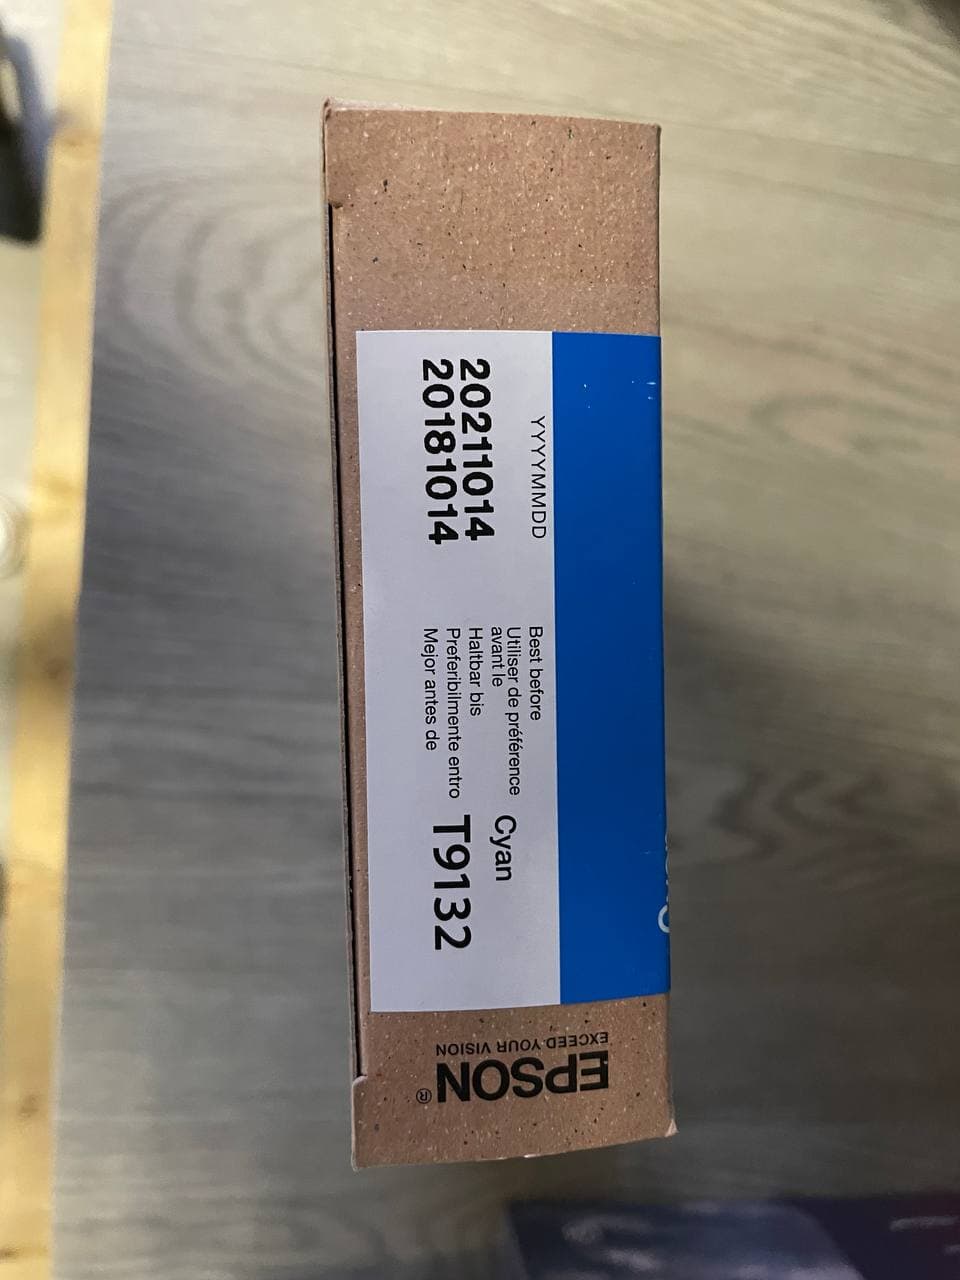 YYYYMMDD
20211014
20181014
Best before
Utiliser de préférence
avant le
Haltbar bis
Preferibilmente entro
Mejor antes de
Cyan
T9132
EPSON®
EXCEED YOUR VISION